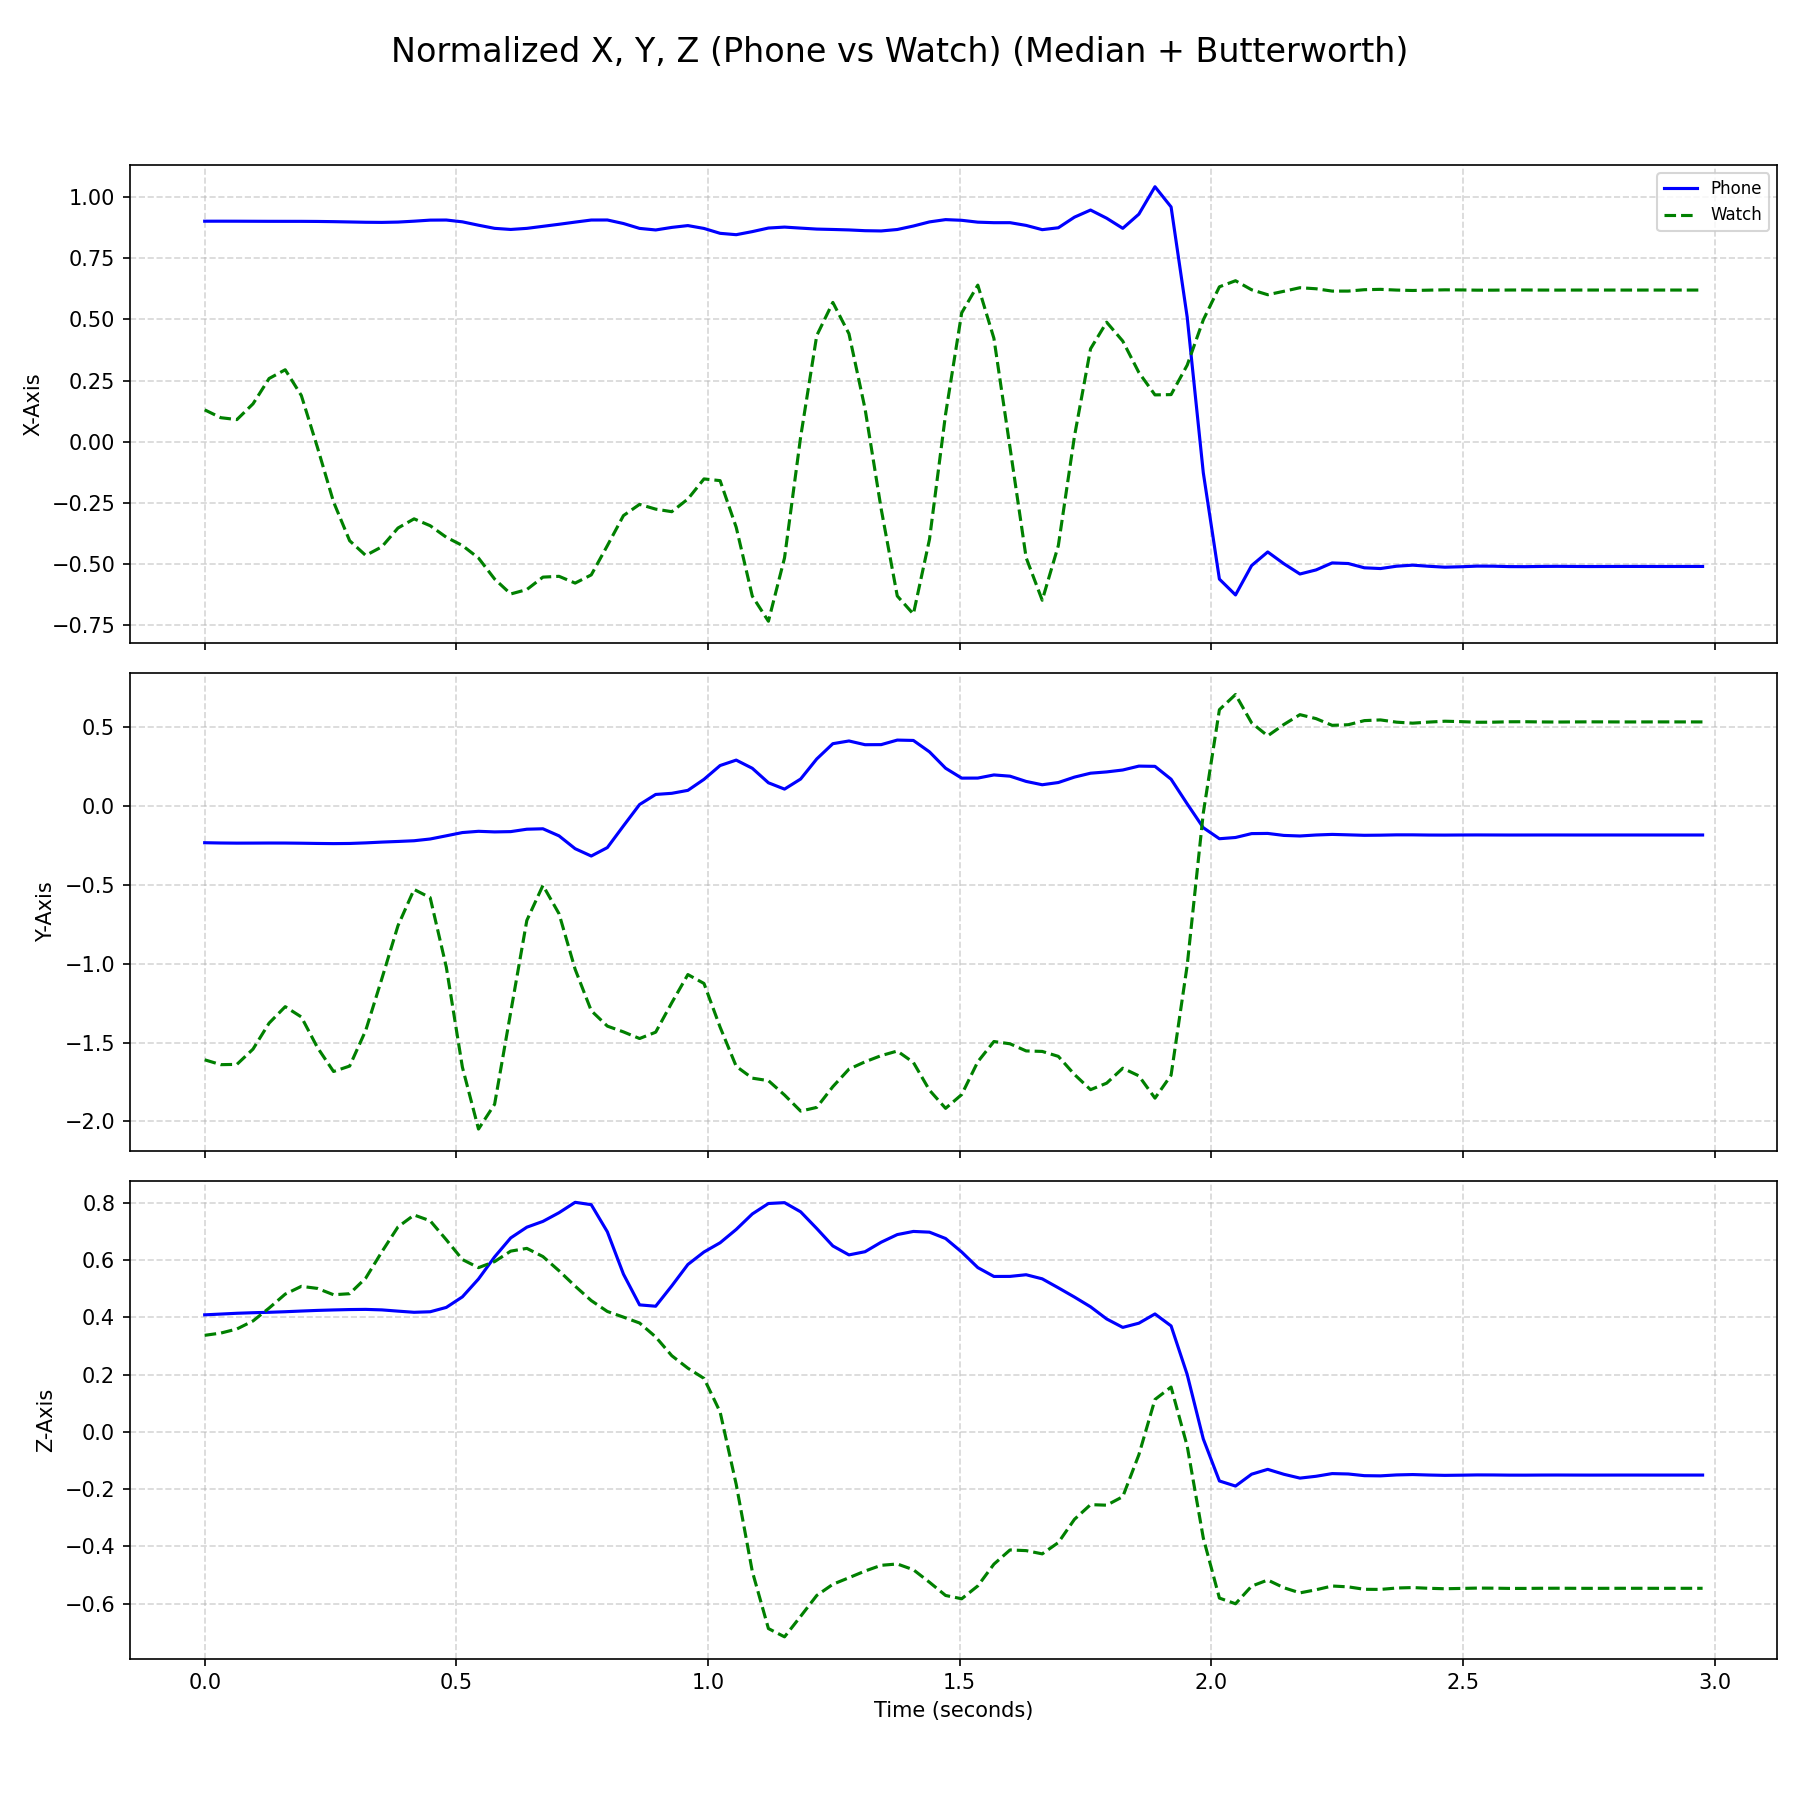 Normalized X, Y, Z (Phone vs Watch) (Median + Butterworth)
Phone
Watch
X-Axis
1.00
0.75
0.50
0.25
0.00
−0.25
−0.50
−0.75
Y-Axis
0.5
0.0
−0.5
−1.0
−1.5
−2.0
Z-Axis
0.8
0.6
0.4
0.2
0.0
−0.2
−0.4
−0.6
0.0 0.5 1.0 1.5 2.0 2.5 3.0
Time (seconds)